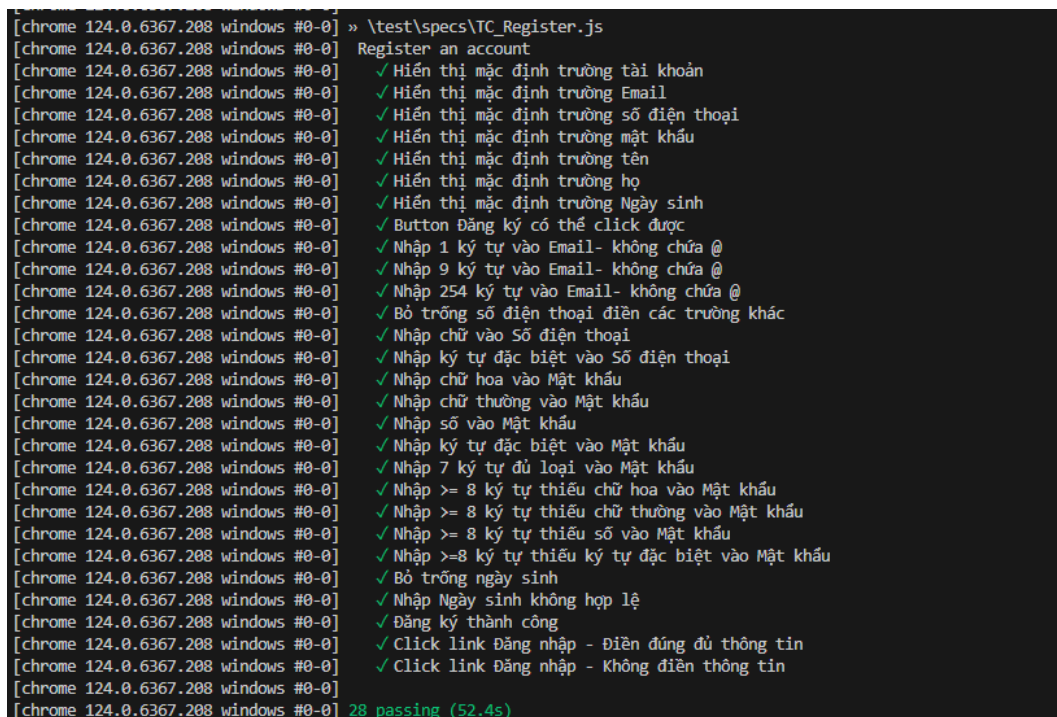 [chrome 124.0.6367.208 windows #0-0] » \test\specs\TC_Register.js
[chrome 124.0.6367.208 windows #0-0] Register an account
[chrome 124.0.6367.208 windows #0-0] ✓ Hiển thị mặc định trường tài khoản
[chrome 124.0.6367.208 windows #0-0] ✓ Hiển thị mặc định trường Email
[chrome 124.0.6367.208 windows #0-0] ✓ Hiển thị mặc định trường số điện thoại
[chrome 124.0.6367.208 windows #0-0] ✓ Hiển thị mặc định trường mật khẩu
[chrome 124.0.6367.208 windows #0-0] ✓ Hiển thị mặc định trường tên
[chrome 124.0.6367.208 windows #0-0] ✓ Hiển thị mặc định trường họ
[chrome 124.0.6367.208 windows #0-0] ✓ Hiển thị mặc định trường Ngày sinh
[chrome 124.0.6367.208 windows #0-0] ✓ Button Đăng ký có thể click được
[chrome 124.0.6367.208 windows #0-0] ✓ Nhập 1 ký tự vào Email- không chứa @
[chrome 124.0.6367.208 windows #0-0] ✓ Nhập 9 ký tự vào Email- không chứa @
[chrome 124.0.6367.208 windows #0-0] ✓ Nhập 254 ký tự vào Email- không chứa @
[chrome 124.0.6367.208 windows #0-0] ✓ Bỏ trống số điện thoại điền các trường khác
[chrome 124.0.6367.208 windows #0-0] ✓ Nhập chữ vào Số điện thoại
[chrome 124.0.6367.208 windows #0-0] ✓ Nhập ký tự đặc biệt vào Số điện thoại
[chrome 124.0.6367.208 windows #0-0] ✓ Nhập chữ hoa vào Mật khẩu
[chrome 124.0.6367.208 windows #0-0] ✓ Nhập chữ thường vào Mật khẩu
[chrome 124.0.6367.208 windows #0-0] ✓ Nhập số vào Mật khẩu
[chrome 124.0.6367.208 windows #0-0] ✓ Nhập ký tự đặc biệt vào Mật khẩu
[chrome 124.0.6367.208 windows #0-0] ✓ Nhập 7 ký tự đủ loại vào Mật khẩu
[chrome 124.0.6367.208 windows #0-0] ✓ Nhập >= 8 ký tự thiếu chữ hoa vào Mật khẩu
[chrome 124.0.6367.208 windows #0-0] ✓ Nhập >= 8 ký tự thiếu chữ thường vào Mật khẩu
[chrome 124.0.6367.208 windows #0-0] ✓ Nhập >= 8 ký tự thiếu số vào Mật khẩu
[chrome 124.0.6367.208 windows #0-0] ✓ Nhập >=8 ký tự thiếu ký tự đặc biệt vào Mật khẩu
[chrome 124.0.6367.208 windows #0-0] ✓ Bỏ trống ngày sinh
[chrome 124.0.6367.208 windows #0-0] ✓ Nhập Ngày sinh không hợp lệ
[chrome 124.0.6367.208 windows #0-0] ✓ Đăng ký thành công
[chrome 124.0.6367.208 windows #0-0] ✓ Click link Đăng nhập - Điền đúng đủ thông tin
[chrome 124.0.6367.208 windows #0-0] ✓ Click link Đăng nhập - Không điền thông tin
[chrome 124.0.6367.208 windows #0-0]
[chrome 124.0.6367.208 windows #0-0] 28 passing (52.4s)